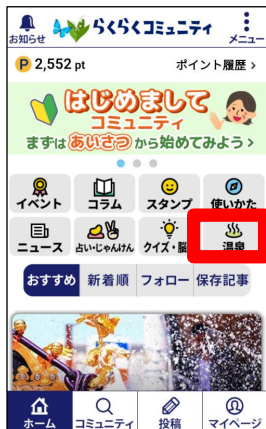 お知らせ
らくらくコミュニティ
メニュー
P 2,552 pt
ポイント履歴 >
はじめまして
コミュニティ
まずは あいさつ から始めてみよう >
イベント コラム スタンプ 使いかた
ニュース 占い・じゃんけん クイズ・脳 温泉
おすすめ 新着順 フォロー 保存記事
ホーム コミュニティ 投稿 マイページ